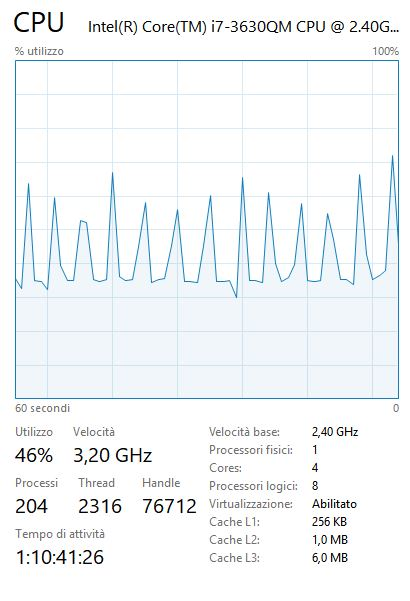 CPU Intel(R) Core(TM) i7-3630QM CPU @ 2.40G...
% utilizzo 100%
60 secondi 0
Utilizzo Velocità
46% 3,20 GHz
Processi Thread Handle
204 2316 76712
Tempo di attività
1:10:41:26
Velocità base: 2,40 GHz
Processori fisici: 1
Cores: 4
Processori logici: 8
Virtualizzazione: Abilitato
Cache L1: 256 KB
Cache L2: 1,0 MB
Cache L3: 6,0 MB